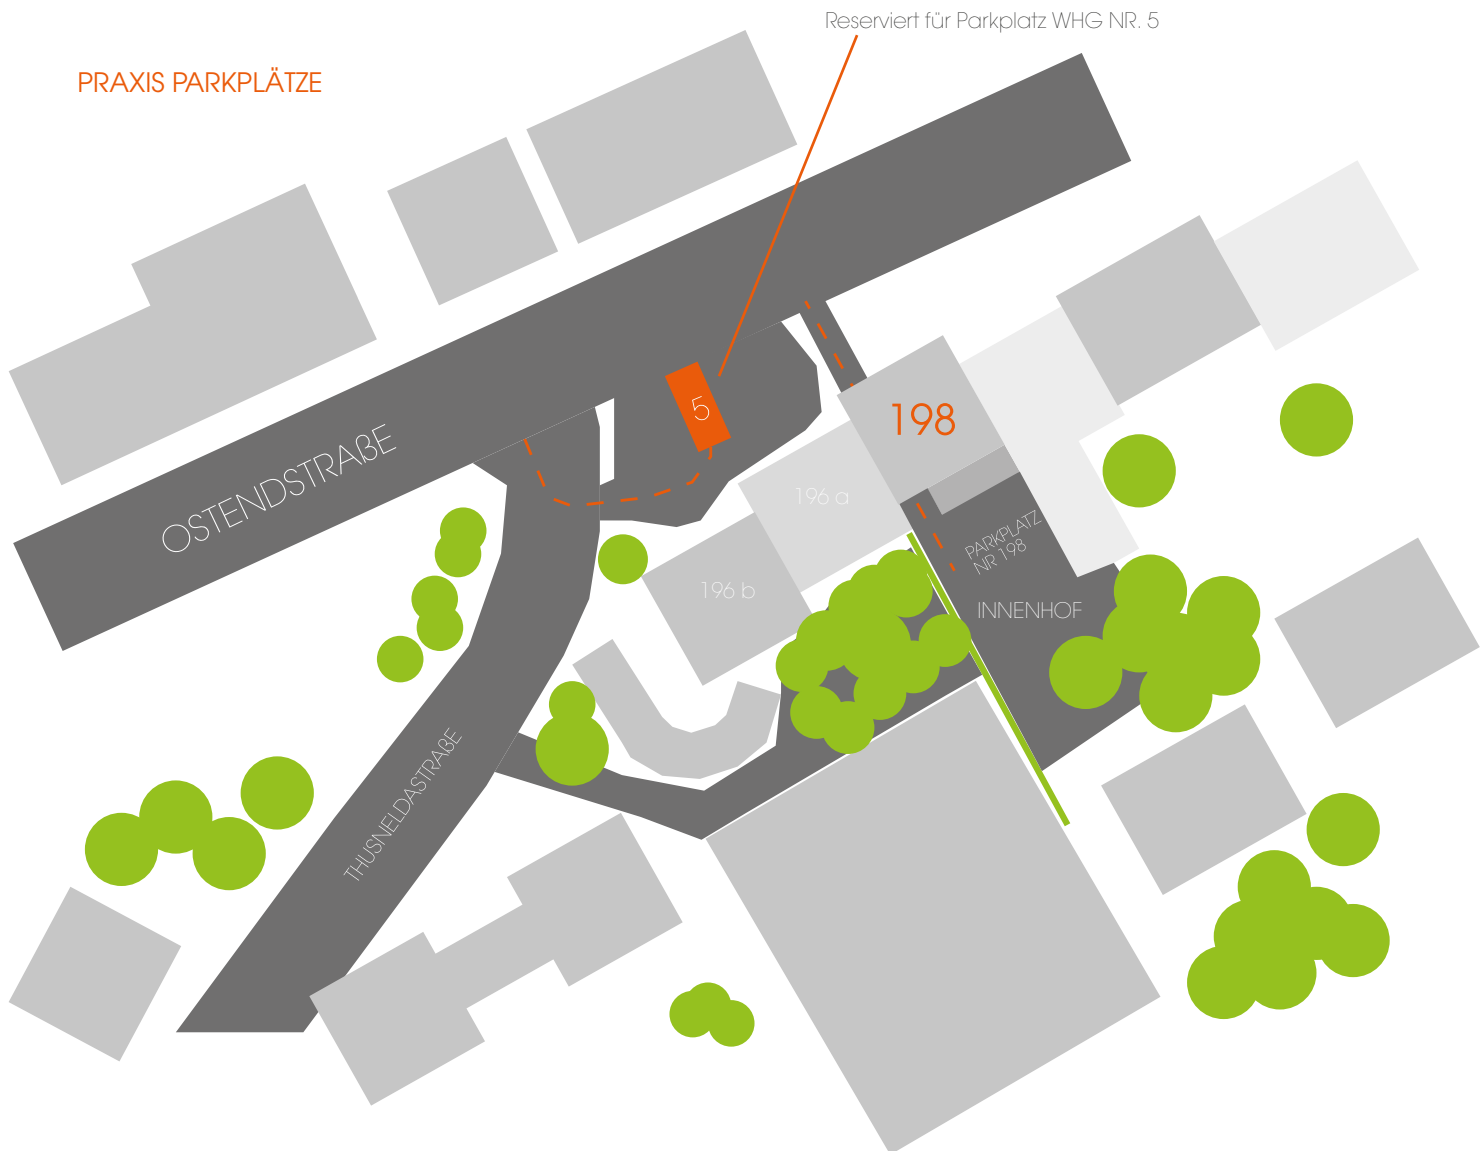 Reserviert für Parkplatz WHG NR. 5
PRAXIS PARKPLÄTZE
5
198
OSTENDSTRAßE
196 a
PARKPLATZ
NR 198
196 b
INNENHOF
THUSNELDASTRAßE